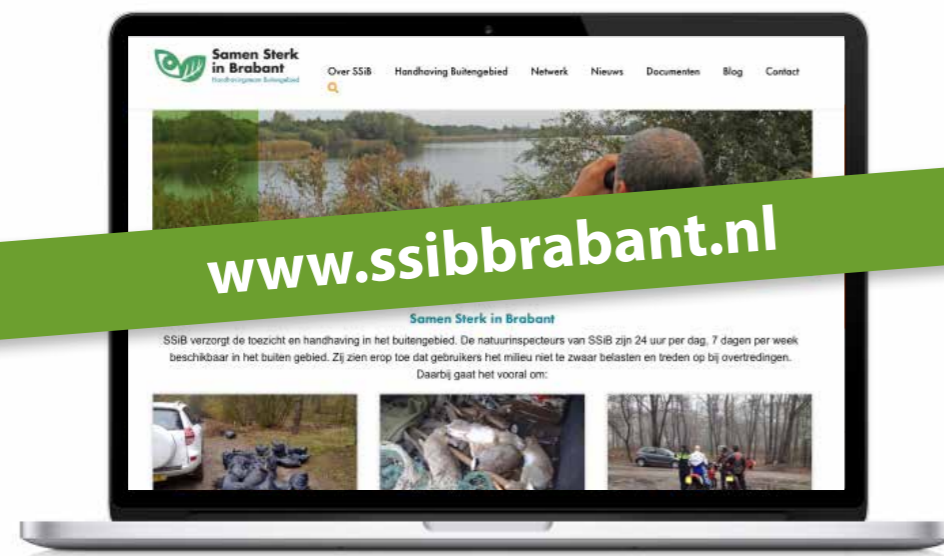 Samen Sterk
in Brabant
Handhavingsteam Buitengebied
Over SSiB Handhaving Buitengebied Netwerk Nieuws Documenten Blog Contact
www.ssibbrabant.nl
Samen Sterk in Brabant
SSiB verzorgt de toezicht en handhaving in het buitengebied. De natuurinspecteurs van SSiB zijn 24 uur per dag, 7 dagen per week
beschikbaar in het buiten gebied. Zij zien erop toe dat gebruikers het milieu niet te zwaar belasten en treden op bij overtredingen.
Daarbij gaat het vooral om: